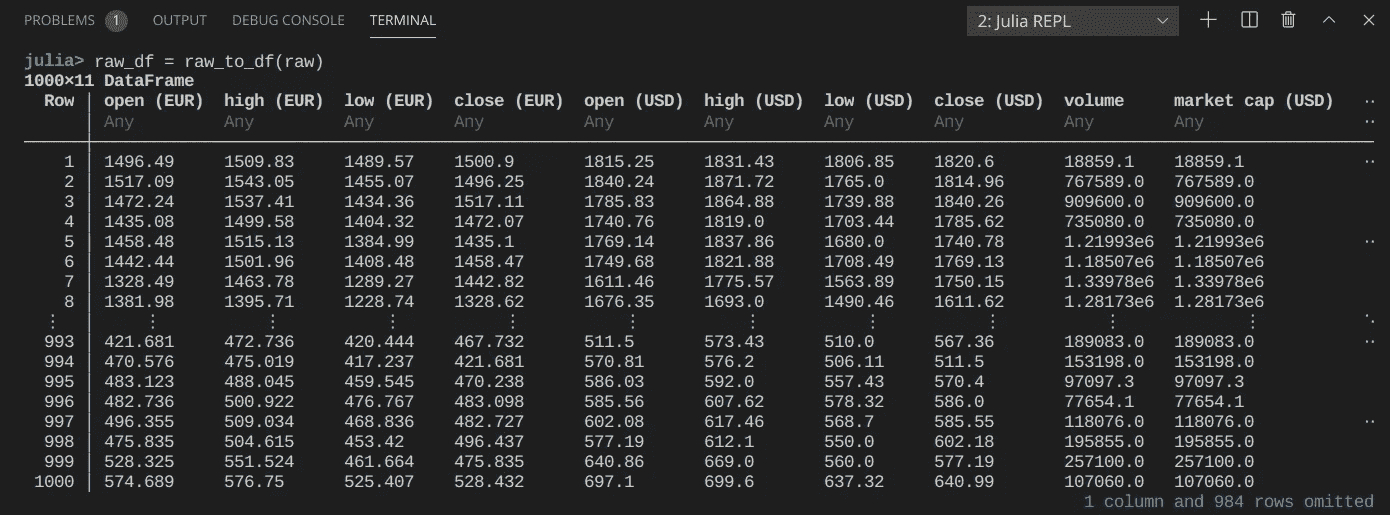 PROBLEMS 1 OUTPUT DEBUG CONSOLE TERMINAL 2: Julia REPL
julia> raw_df = raw_to_df(raw)
1000×11 DataFrame
Row │ open (EUR) high (EUR) low (EUR) close (EUR) open (USD) high (USD) low (USD) close (USD) volume market cap (USD) ⋯
│ Any Any Any Any Any Any Any Any Any Any ⋯
1 │ 1496.49 1509.83 1489.57 1500.9 1815.25 1831.43 1806.85 1820.6 18859.1 18859.1 ⋯
2 │ 1517.09 1543.05 1455.07 1496.25 1840.24 1871.72 1765.0 1814.96 767589.0 767589.0
3 │ 1472.24 1537.41 1434.36 1517.11 1785.83 1864.88 1739.88 1840.26 909600.0 909600.0
4 │ 1435.08 1499.58 1404.32 1472.07 1740.76 1819.0 1703.44 1785.62 735080.0 735080.0
5 │ 1458.48 1515.13 1384.99 1435.1 1769.14 1837.86 1680.0 1740.78 1.21993e6 1.21993e6 ⋯
6 │ 1442.44 1501.96 1408.48 1458.47 1749.68 1821.88 1708.49 1769.13 1.18507e6 1.18507e6
7 │ 1328.49 1463.78 1289.27 1442.82 1611.46 1775.57 1563.89 1750.15 1.33978e6 1.33978e6
8 │ 1381.98 1395.71 1228.74 1328.62 1676.35 1693.0 1490.46 1611.62 1.28173e6 1.28173e6
⋮ │ ⋮ ⋮ ⋮ ⋮ ⋮ ⋮ ⋮ ⋮ ⋮ ⋮ ⋱
993 │ 421.681 472.736 420.444 467.732 511.5 573.43 510.0 567.36 189083.0 189083.0 ⋯
994 │ 470.576 475.019 417.237 421.681 570.81 576.2 506.11 511.5 153198.0 153198.0
995 │ 483.123 488.045 459.545 470.238 586.03 592.0 557.43 570.4 97097.3 97097.3
996 │ 482.736 500.922 476.767 483.098 585.56 607.62 578.32 586.0 77654.1 77654.1
997 │ 496.355 509.034 468.836 482.727 602.08 617.46 568.7 585.55 118076.0 118076.0 ⋯
998 │ 475.835 504.615 453.42 496.437 577.19 612.1 550.0 602.18 195855.0 195855.0
999 │ 528.325 551.524 461.664 475.835 640.86 669.0 560.0 577.19 257100.0 257100.0
1000 │ 574.689 576.75 525.407 528.432 697.1 699.6 637.32 640.99 107060.0 107060.0
1 column and 984 rows omitted